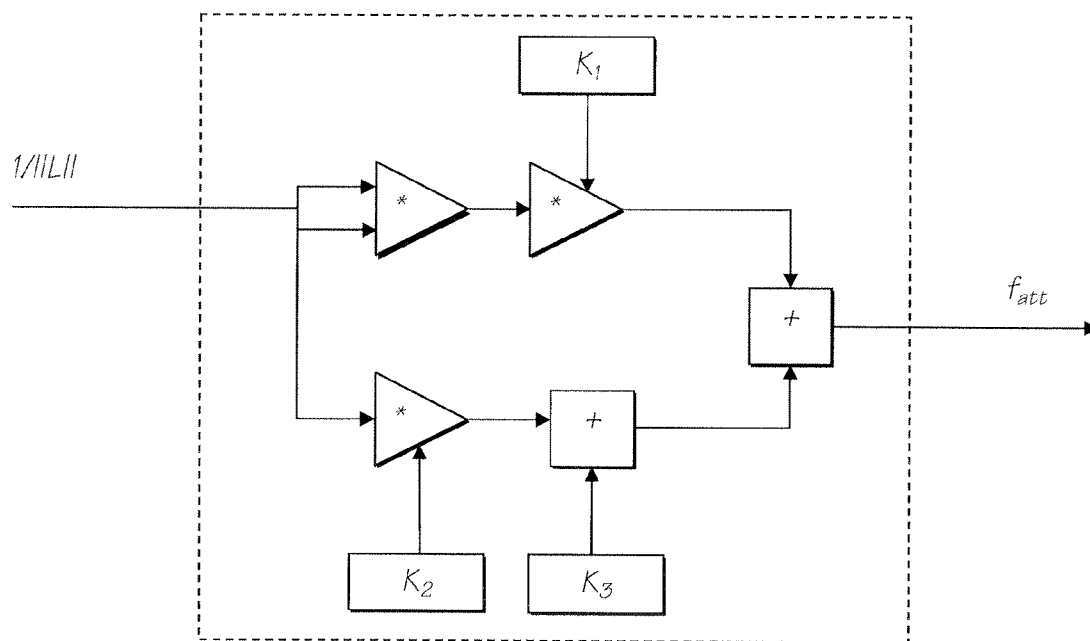 K₁
1/||L||
*
*
+
f_att
*
+
K₂
K₃